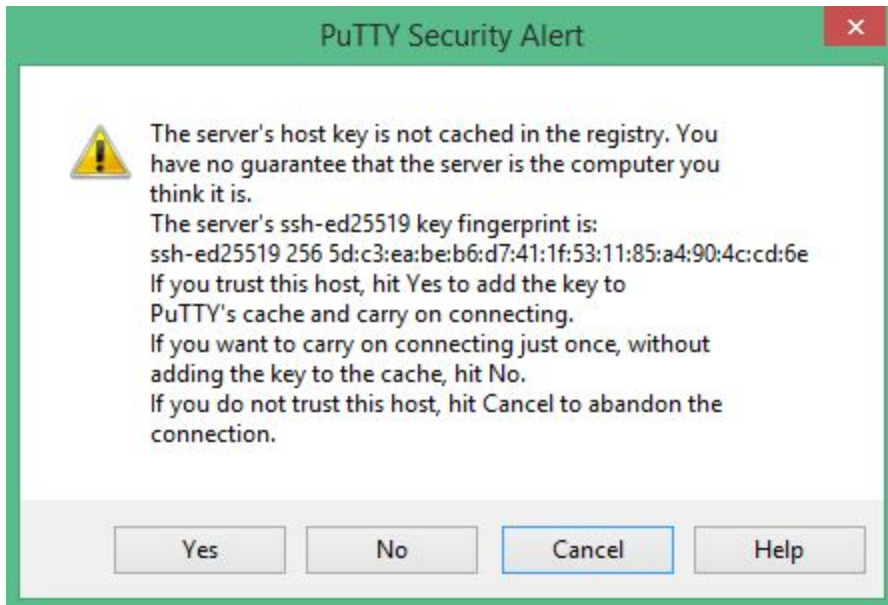 PuTTY Security Alert
The server's host key is not cached in the registry. You
have no guarantee that the server is the computer you
think it is.
The server's ssh-ed25519 key fingerprint is:
ssh-ed25519 256 5d:c3:ea:be:b6:d7:41:1f:53:11:85:a4:90:4c:cd:6e
If you trust this host, hit Yes to add the key to
PuTTY's cache and carry on connecting.
If you want to carry on connecting just once, without
adding the key to the cache, hit No.
If you do not trust this host, hit Cancel to abandon the
connection.
Yes No Cancel Help